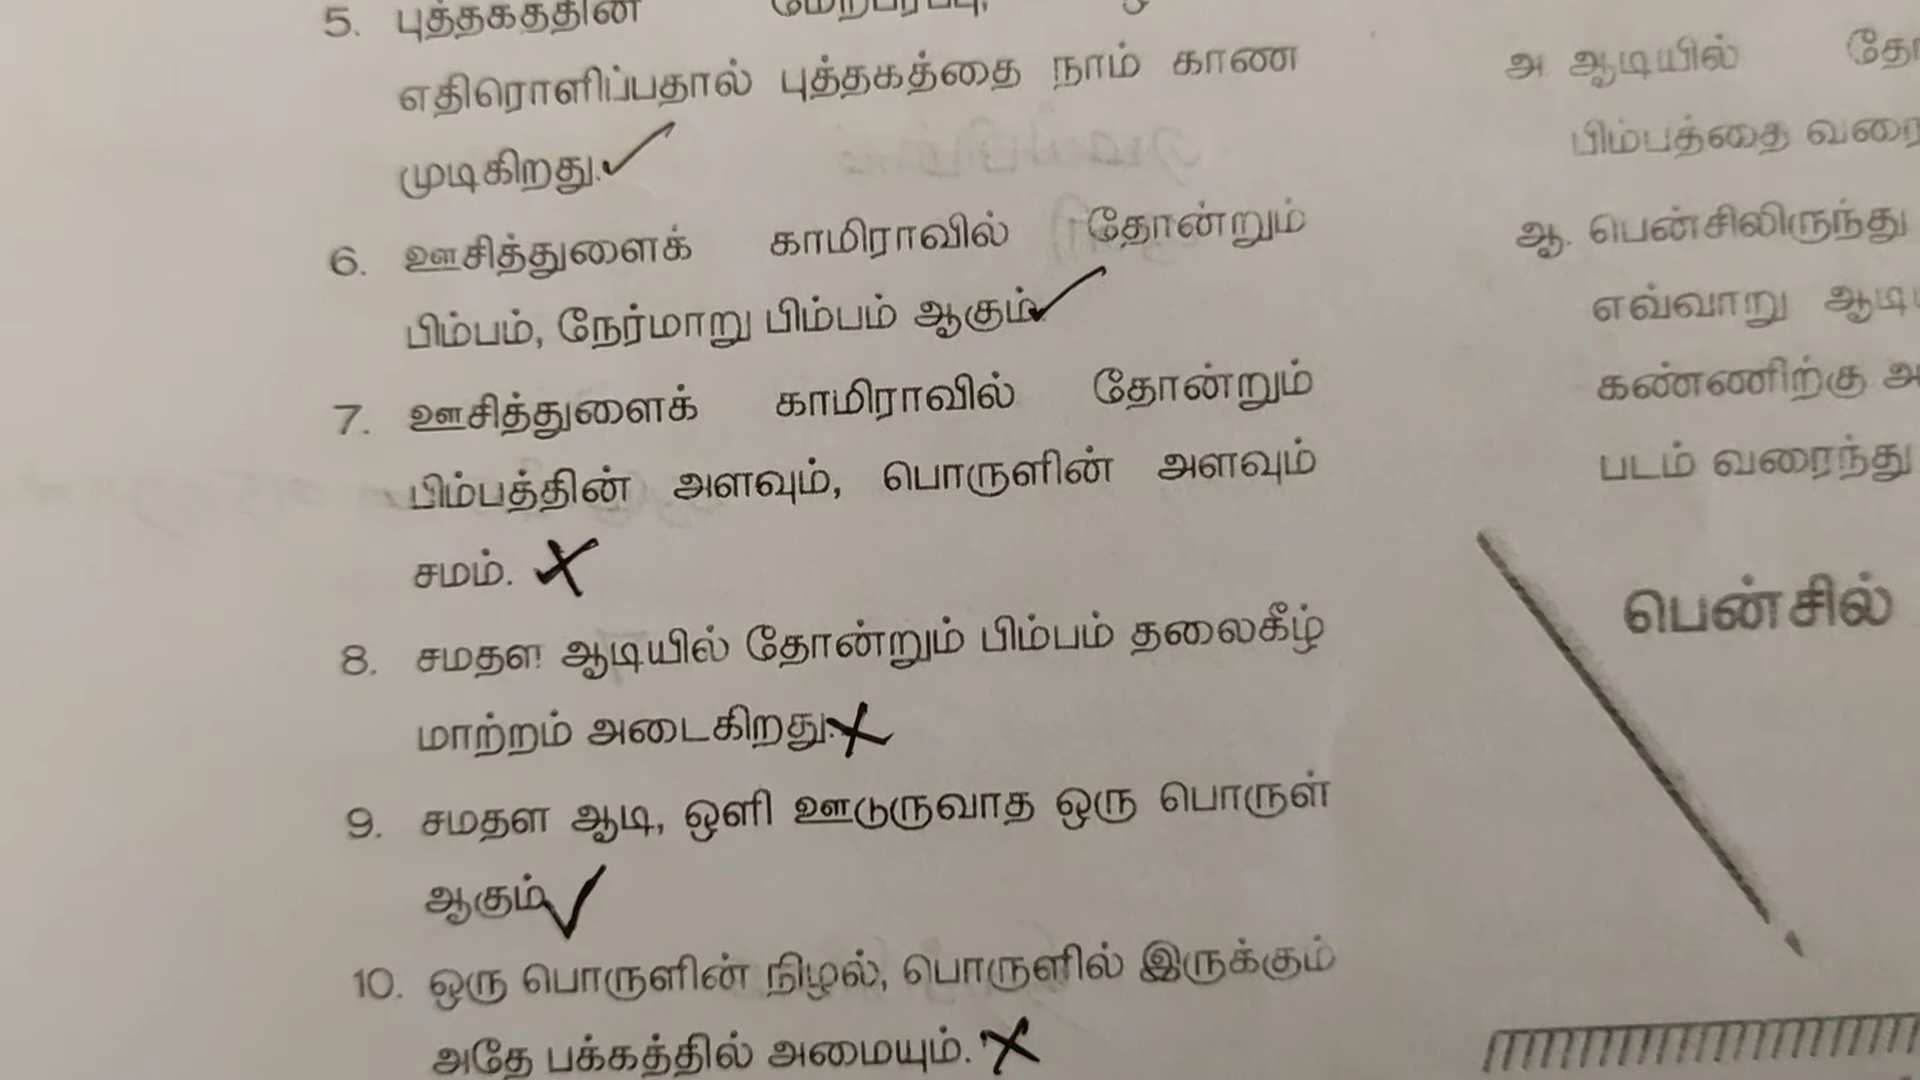 5. புத்தகத்தின்
எதிரொளிப்பதால் புத்தகத்தை நாம் காண
முடிகிறது.
6. ஊசித்துளைக் காமிராவில் தோன்றும்
பிம்பம், நேர்மாறு பிம்பம் ஆகும்
7. ஊசித்துளைக் காமிராவில் தோன்றும்
பிம்பத்தின் அளவும், பொருளின் அளவும்
சமம்.
8. சமதள ஆடியில் தோன்றும் பிம்பம் தலைகீழ்
மாற்றம் அடைகிறது.
9. சமதள ஆடி, ஒளி ஊடுருவாத ஒரு பொருள்
ஆகும்
10. ஒரு பொருளின் நிழல், பொருளில் இருக்கும்
அதே பக்கத்தில் அமையும்.
அ ஆடியில்
பிம்பத்தை
ஆ. பென்சிலிருந்து
எவ்வாறு
கண்ணிற்கு
படம் வரைந்து
பென்சில்